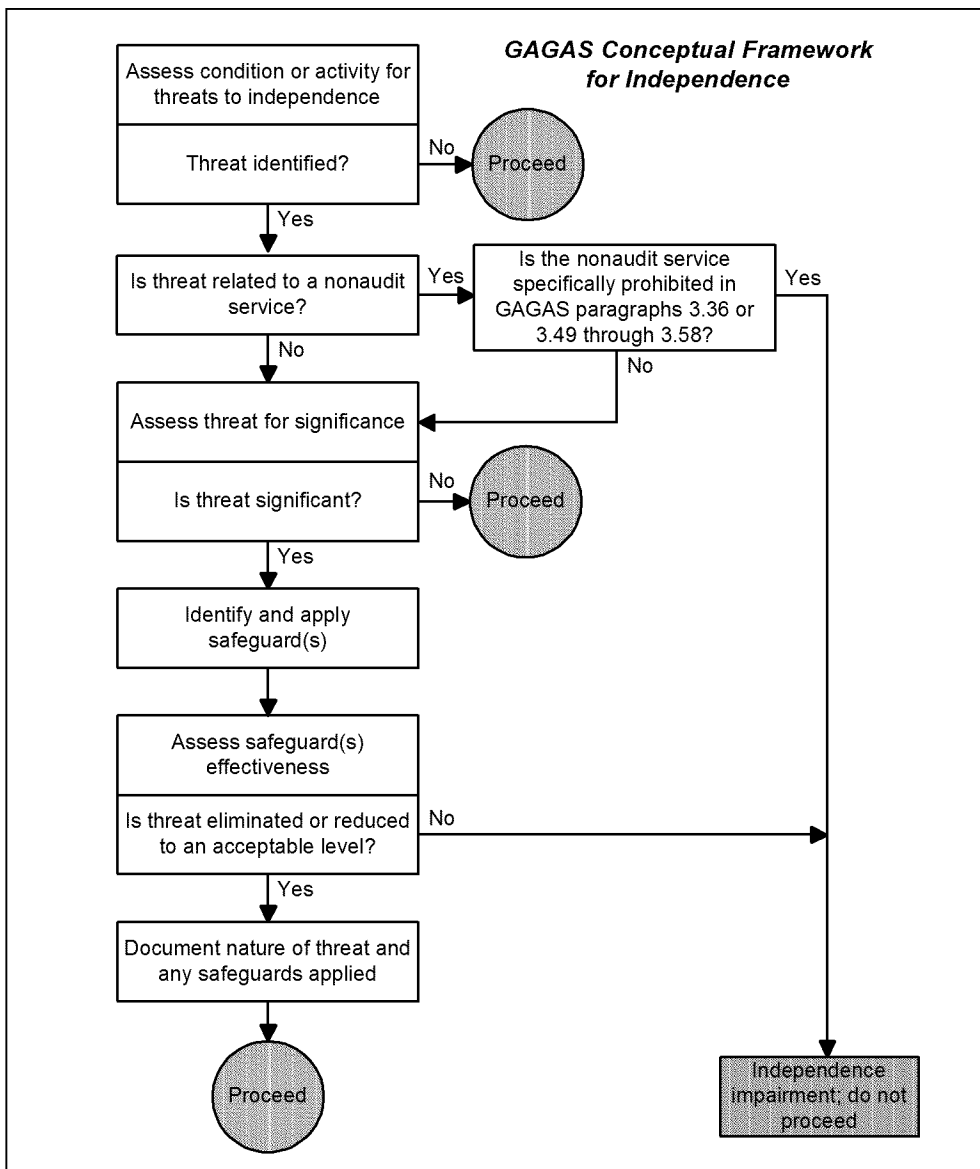 GAGAS Conceptual Framework
for Independence
Assess condition or activity for
threats to independence
Threat identified?
No
Proceed
Yes
Is threat related to a nonaudit
service?
Yes
Is the nonaudit service
specifically prohibited in
GAGAS paragraphs 3.36 or
3.49 through 3.58?
Yes
No
No
Assess threat for significance
Is threat significant?
No
Proceed
Yes
Identify and apply
safeguard(s)
Assess safeguard(s)
effectiveness
Is threat eliminated or reduced
to an acceptable level?
No
Yes
Document nature of threat and
any safeguards applied
Proceed
Independence
impairment; do not
proceed